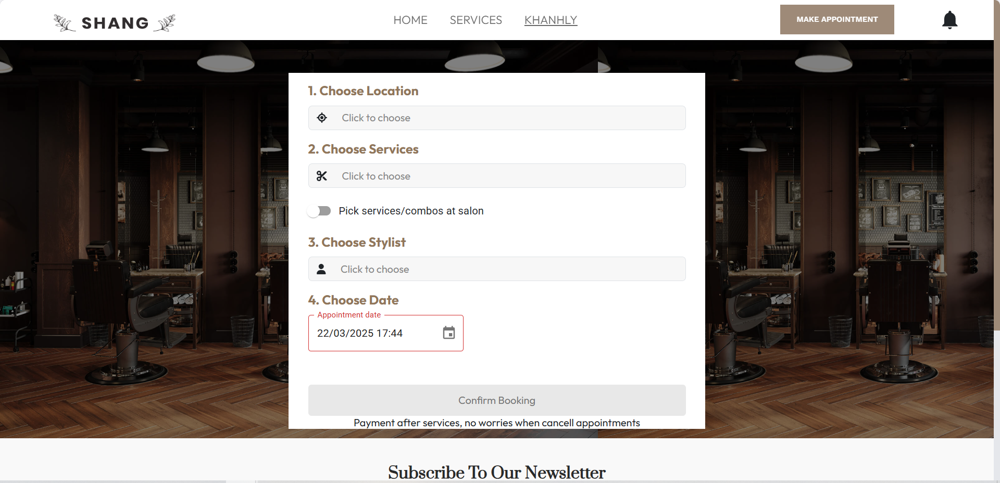 SHANG
HOME
SERVICES
KHANHLY
MAKE APPOINTMENT
1. Choose Location
Click to choose
2. Choose Services
Click to choose
Pick services/combos at salon
3. Choose Stylist
Click to choose
4. Choose Date
Appointment date
22/03/2025 17:44
Confirm Booking
Payment after services, no worries when cancell appointments
Subscribe To Our Newsletter